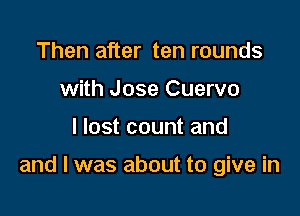 Then after ten rounds
with Jose Cuervo
I lost count and
and I was about to give in